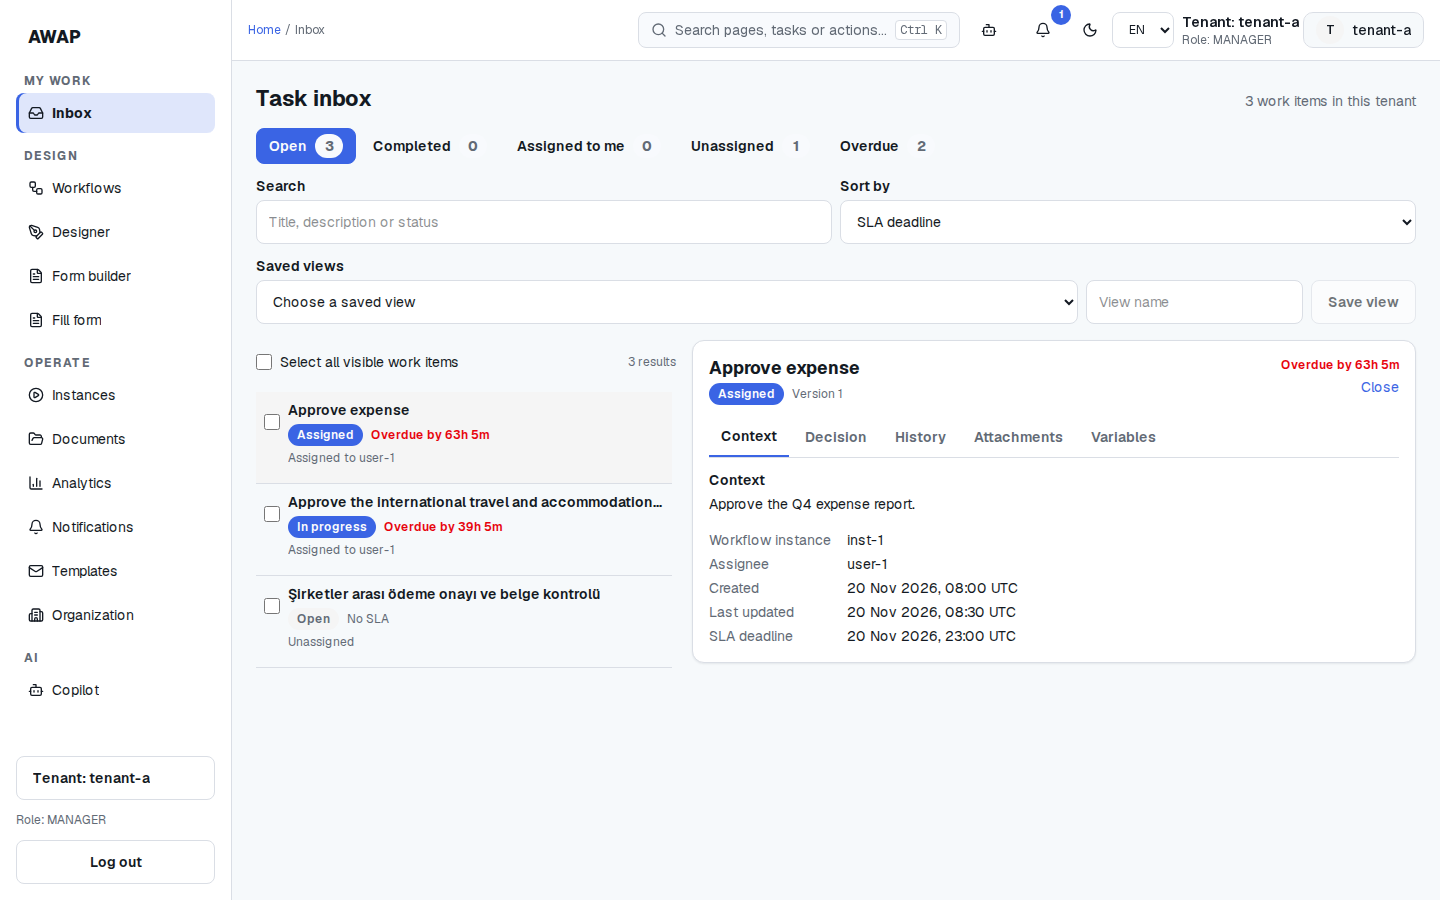 AWAP
MY WORK
Inbox
DESIGN
Workflows
Designer
Form builder
Fill form
OPERATE
Instances
Documents
Analytics
Notifications
Templates
Organization
AI
Copilot
Tenant: tenant-a
Role: MANAGER
Log out
Home / Inbox
Search pages, tasks or actions... Ctrl K
1
EN
Tenant: tenant-a
Role: MANAGER
T tenant-a
Task inbox
3 work items in this tenant
Open 3
Completed 0
Assigned to me 0
Unassigned 1
Overdue 2
Search
Title, description or status
Sort by
SLA deadline
Saved views
Choose a saved view
View name
Save view
Select all visible work items
3 results
Approve expense
Assigned Overdue by 63h 5m
Assigned to user-1
Approve the international travel and accommodation...
In progress Overdue by 39h 5m
Assigned to user-1
Şirketler arası ödeme onayı ve belge kontrolü
Open No SLA
Unassigned
Approve expense
Assigned Version 1
Overdue by 63h 5m
Close
Context Decision History Attachments Variables
Context
Approve the Q4 expense report.
Workflow instance inst-1
Assignee user-1
Created 20 Nov 2026, 08:00 UTC
Last updated 20 Nov 2026, 08:30 UTC
SLA deadline 20 Nov 2026, 23:00 UTC